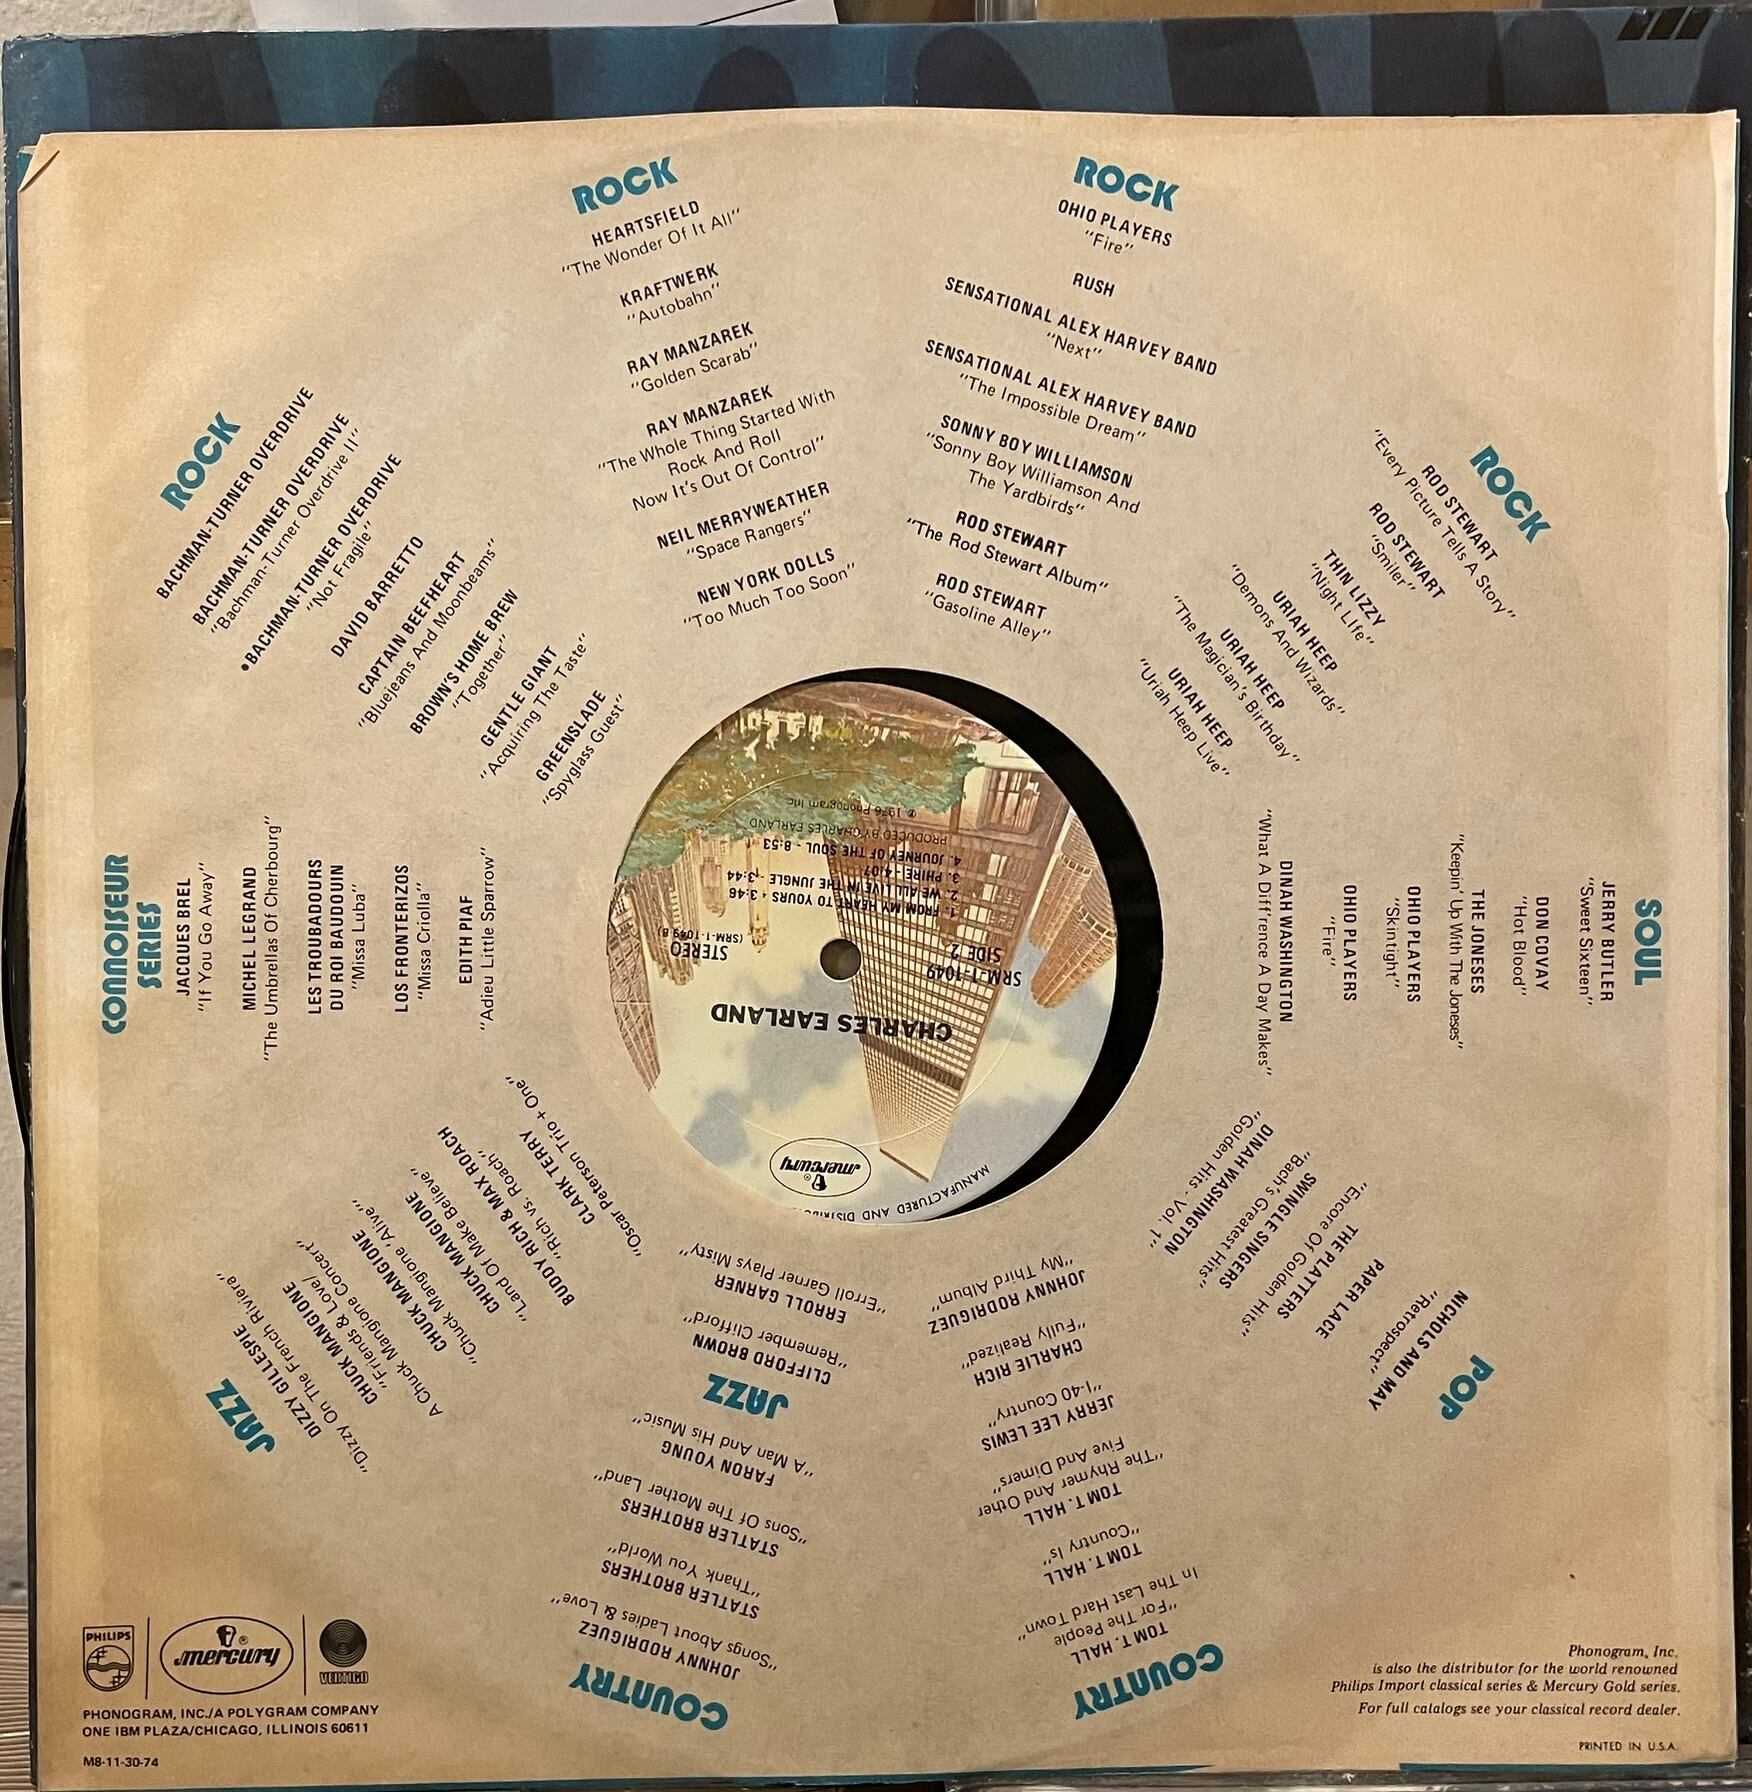 ROCK
BACHMAN-TURNER OVERDRIVE
BACHMAN-TURNER OVERDRIVE
"Bachman-Turner Overdrive II"
•BACHMAN-TURNER OVERDRIVE
"Not Fragile"
DAVID BARRETTO
CAPTAIN BEEFHEART
"Bluejeans And Moonbeams"
BROWN'S HOME BREW
"Together"
GENTLE GIANT
"Acquiring The Taste"
GREENSLADE
"Spyglass Guest"
ROCK
HEARTSFIELD
"The Wonder Of It All"
KRAFTWERK
"Autobahn"
RAY MANZAREK
"Golden Scarab"
RAY MANZAREK
"The Whole Thing Started With
Rock And Roll
Now It's Out Of Control"
NEIL MERRYWEATHER
"Space Rangers"
NEW YORK DOLLS
"Too Much Too Soon"
ROCK
OHIO PLAYERS
"Fire"
RUSH
SENSATIONAL ALEX HARVEY BAND
"Next"
SENSATIONAL ALEX HARVEY BAND
"The Impossible Dream"
SONNY BOY WILLIAMSON
"Sonny Boy Williamson And
The Yardbirds"
ROD STEWART
"The Rod Stewart Album"
ROD STEWART
"Gasoline Alley"
ROCK
ROD STEWART
"Every Picture Tells A Story"
ROD STEWART
"Smiler"
THIN LIZZY
"Night LIfe"
URIAH HEEP
"Demons And Wizards"
URIAH HEEP
"The Magician's Birthday"
URIAH HEEP
"Uriah Heep Live"
SOUL
JERRY BUTLER
"Sweet Sixteen"
DON COVAY
"Hot Blood"
THE JONESES
"Keepin' Up With The Joneses"
OHIO PLAYERS
"Skintight"
OHIO PLAYERS
"Fire"
DINAH WASHINGTON
"What A Diff'rence A Day Makes"
POP
NICHOLS AND MAY
"Retrospect"
PAPER LACE
THE PLATTERS
"Encore Of Golden Hits"
SWINGLE SINGERS
"Bach's Greatest Hits"
DINAH WASHINGTON
"Golden Hits - Vol. 1"
COUNTRY
TOM T. HALL
"For The People
In The Last Hard Town"
TOM T. HALL
"Country Is"
TOM T. HALL
"The Rhymer And Other
Five And Dimers"
JERRY LEE LEWIS
"I-40 Country"
CHARLIE RICH
"Fully Realized"
JOHNNY RODRIGUEZ
"My Third Album"
COUNTRY
JOHNNY RODRIGUEZ
"Songs About Ladies & Love"
STATLER BROTHERS
"Thank You World"
STATLER BROTHERS
"Sons Of The Mother Land"
FARON YOUNG
"A Man And His Music"
JAZZ
CLIFFORD BROWN
"Remember Clifford"
ERROLL GARNER
"Erroll Garner Plays Misty"
JAZZ
DIZZY GILLESPIE
"Dizzy On The French Riviera"
CHUCK MANGIONE
"Friends & Love/
A Chuck Mangione Concert"
CHUCK MANGIONE
"Chuck Mangione 'Alive'"
CHUCK MANGIONE
"Land Of Make Believe"
BUDDY RICH & MAX ROACH
"Rich vs. Roach"
CLARK TERRY
"Oscar Peterson Trio + One"
CONNOISEUR
SERIES
JACQUES BREL
"If You Go Away"
MICHEL LEGRAND
"The Umbrellas Of Cherbourg"
LES TROUBADOURS
DU ROI BAUDOUIN
"Missa Luba"
LOS FRONTERIZOS
"Missa Criolla"
EDITH PIAF
"Adieu Little Sparrow"
MANUFACTURED AND
mercury®
CHARLES EARLAND
SRM-1-1049
SIDE 2
STEREO
(SRM-1-1049 B)
1. FROM MY HEART TO YOURS - 3:46
2. WE ALL LIVE IN THE JUNGLE - 3:44
3. PHIRE - 4:07
4. JOURNEY OF THE SOUL - 8:53
PRODUCED BY CHARLES EARLAND
℗ 1976 Phonogram Inc.
PHILIPS
mercury®
VERTIGO
PHONOGRAM, INC./A POLYGRAM COMPANY
ONE IBM PLAZA/CHICAGO, ILLINOIS 60611
M8-11-30-74
Phonogram, Inc.
is also the distributor for the world renowned
Philips Import classical series & Mercury Gold series.
For full catalogs see your classical record dealer.
PRINTED IN U.S.A.